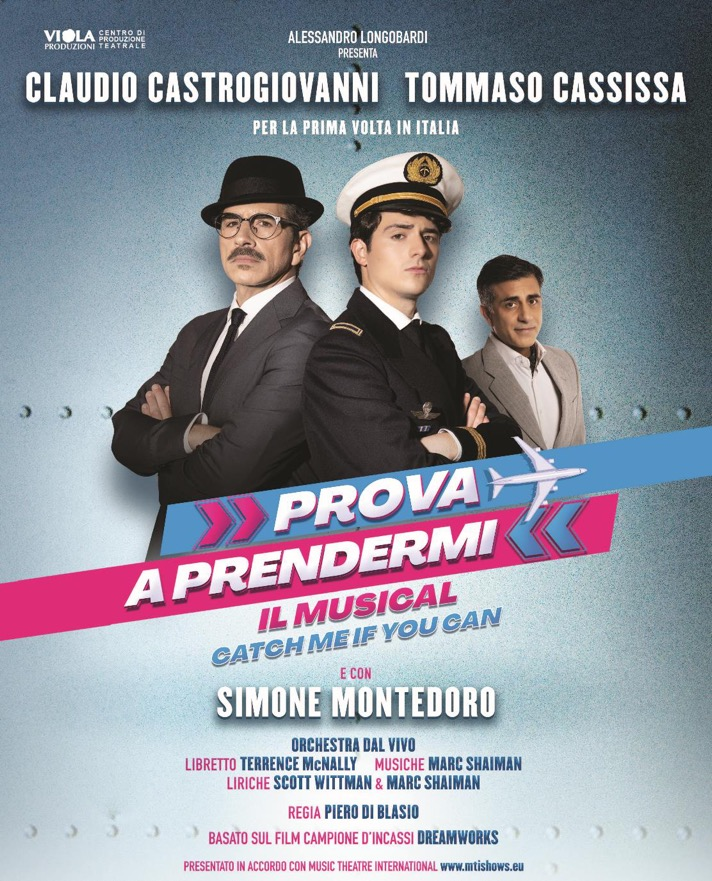 VIOLA PRODUZIONI CENTRO DI PRODUZIONE TEATRALE
ALESSANDRO LONGOBARDI
PRESENTA
CLAUDIO CASTROGIOVANNI TOMMASO CASSISSA
PER LA PRIMA VOLTA IN ITALIA
PROVA
A PRENDERMI
IL MUSICAL
CATCH ME IF YOU CAN
E CON
SIMONE MONTEDORO
ORCHESTRA DAL VIVO
LIBRETTO TERRENCE McNALLY MUSICHE MARC SHAIMAN
LIRICHE SCOTT WITTMAN & MARC SHAIMAN
REGIA PIERO DI BLASIO
BASATO SUL FILM CAMPIONE D'INCASSI DREAMWORKS
PRESENTATO IN ACCORDO CON MUSIC THEATRE INTERNATIONAL www.mtishows.eu